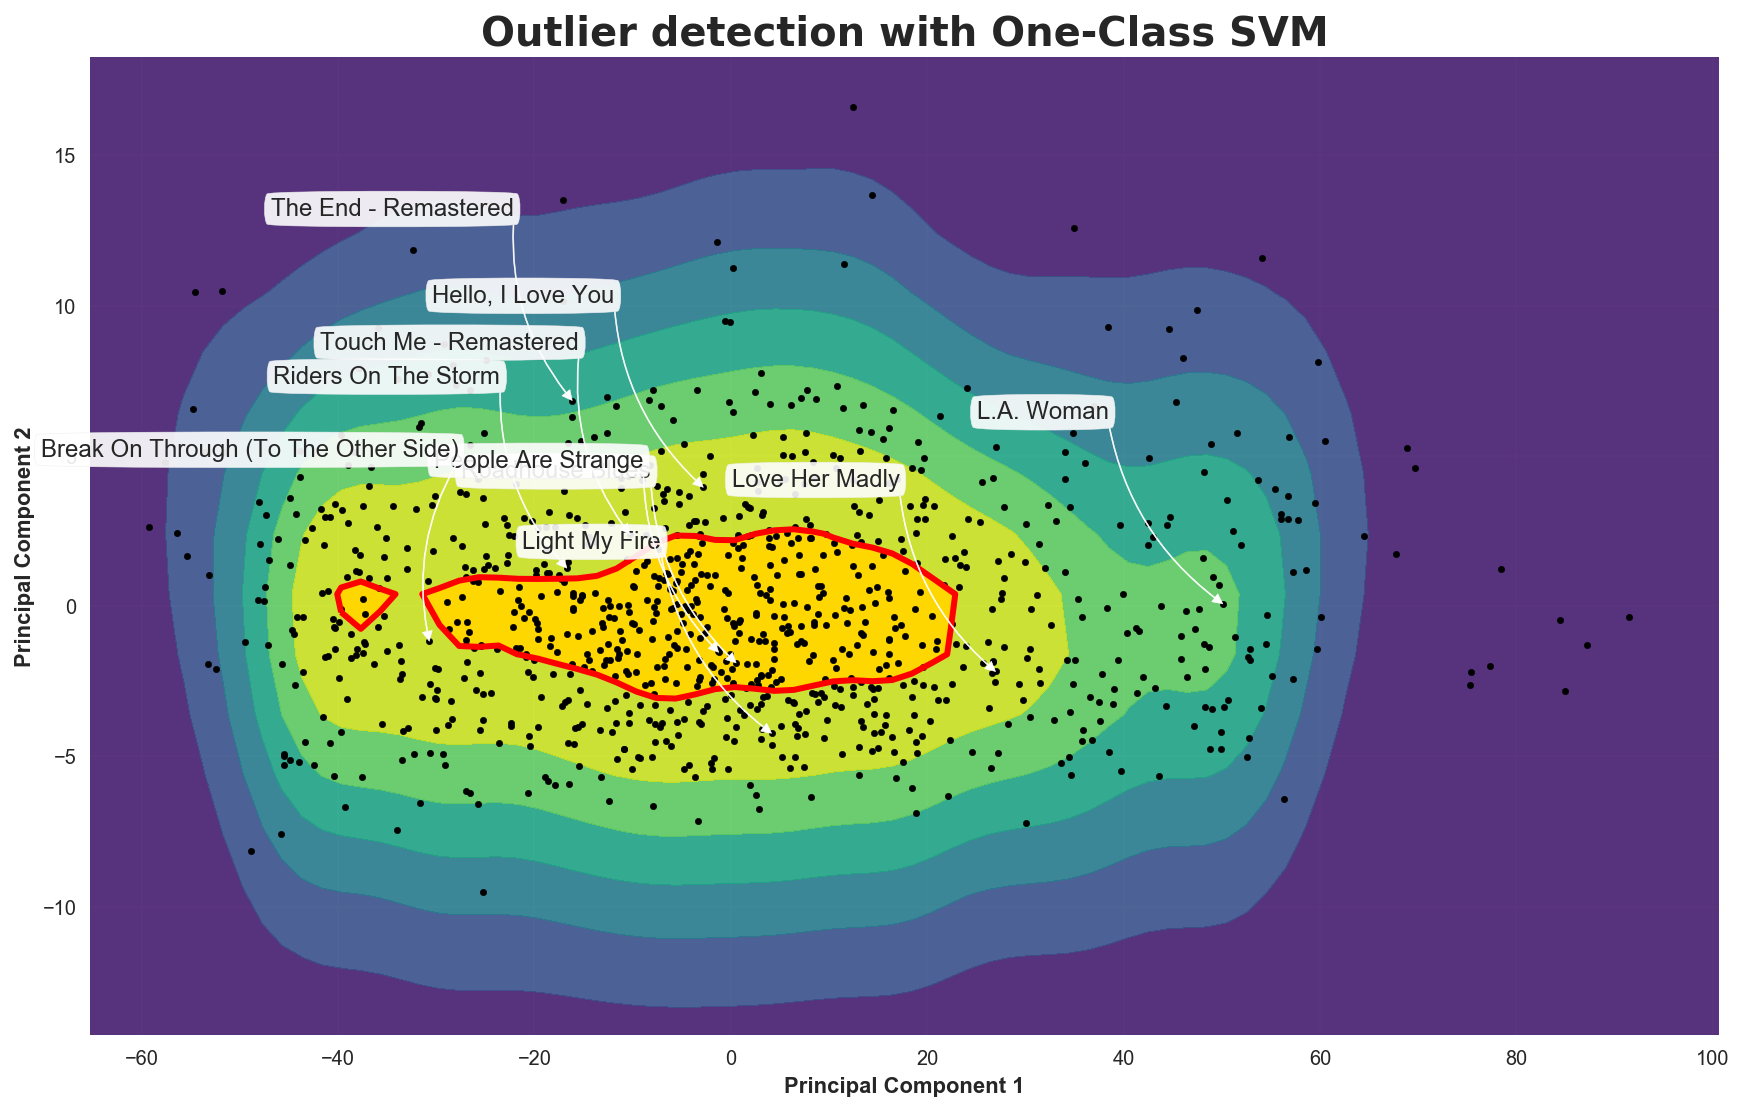 Outlier detection with One-Class SVM
The End - Remastered
Hello, I Love You
Touch Me - Remastered
Riders On The Storm
L.A. Woman
Break On Through (To The Other Side)
People Are Strange
Roadhouse Blues
Love Her Madly
Light My Fire
Principal Component 2
15
10
0
−5
−10
−60
−40
−20
0
20
40
60
80
100
Principal Component 1